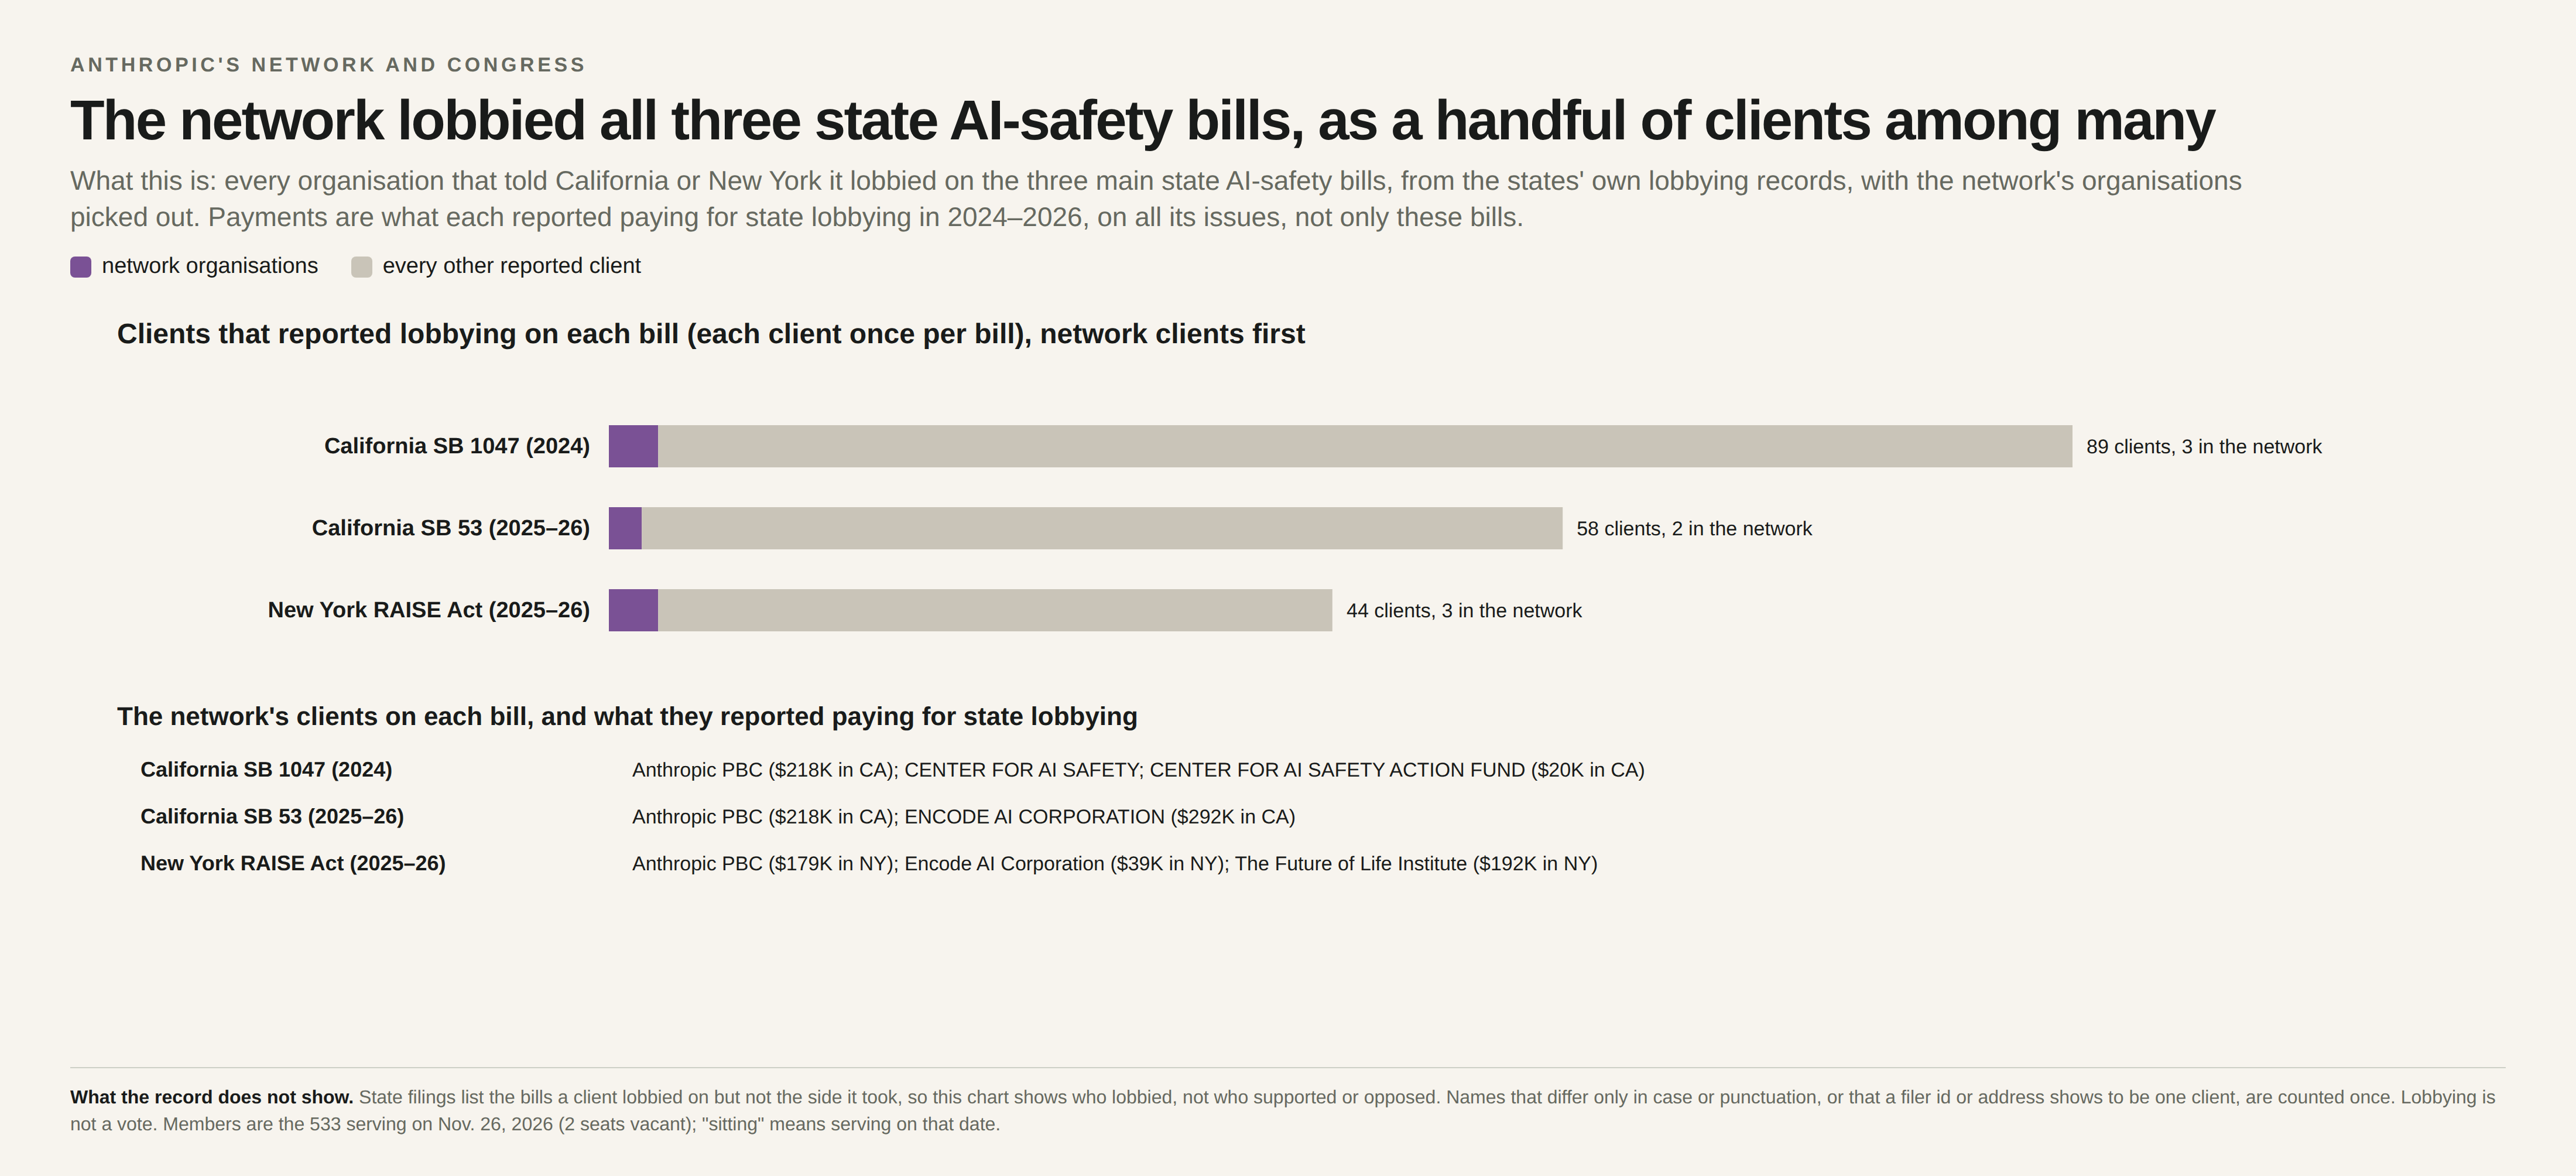 ANTHROPIC'S NETWORK AND CONGRESS
The network lobbied all three state AI-safety bills, as a handful of clients among many
What this is: every organisation that told California or New York it lobbied on the three main state AI-safety bills, from the states' own lobbying records, with the network's organisations
picked out. Payments are what each reported paying for state lobbying in 2024–2026, on all its issues, not only these bills.
network organisations every other reported client
Clients that reported lobbying on each bill (each client once per bill), network clients first
California SB 1047 (2024) 89 clients, 3 in the network
California SB 53 (2025–26) 58 clients, 2 in the network
New York RAISE Act (2025–26) 44 clients, 3 in the network
The network's clients on each bill, and what they reported paying for state lobbying
California SB 1047 (2024) Anthropic PBC ($218K in CA); CENTER FOR AI SAFETY; CENTER FOR AI SAFETY ACTION FUND ($20K in CA)
California SB 53 (2025–26) Anthropic PBC ($218K in CA); ENCODE AI CORPORATION ($292K in CA)
New York RAISE Act (2025–26) Anthropic PBC ($179K in NY); Encode AI Corporation ($39K in NY); The Future of Life Institute ($192K in NY)
What the record does not show. State filings list the bills a client lobbied on but not the side it took, so this chart shows who lobbied, not who supported or opposed. Names that differ only in case or punctuation, or that a filer id or address shows to be one client, are counted once. Lobbying is
not a vote. Members are the 533 serving on Nov. 26, 2026 (2 seats vacant); "sitting" means serving on that date.